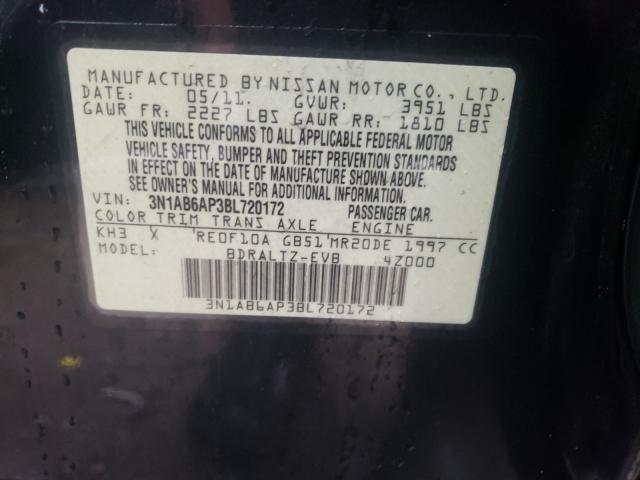 MANUFACTURED BY NISSAN MOTOR CO., LTD.
DATE: 05/11. GVWR: 3951 LBS
GAWR FR: 2227 LBS GAWR RR: 1810 LBS
THIS VEHICLE CONFORMS TO ALL APPLICABLE FEDERAL MOTOR
VEHICLE SAFETY, BUMPER AND THEFT PREVENTION STANDARDS
IN EFFECT ON THE DATE OF MANUFACTURE SHOWN ABOVE.
SEE OWNER'S MANUAL FOR ADDITIONAL INFORMATION.
VIN: 3N1AB6AP3BL720172 PASSENGER CAR.
COLOR TRIM TRANS AXLE ENGINE
KH3 X RE0F10A GB51 MR20DE 1997 CC
MODEL: BDRALTZ-EVB 4Z000
3N1AB6AP3BL720172